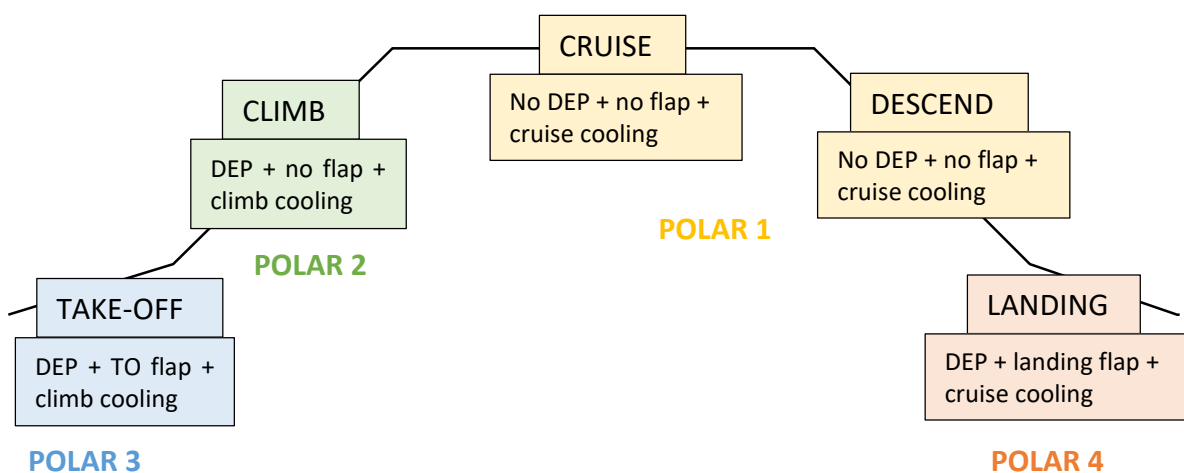 CRUISE
No DEP + no flap +
cruise cooling
CLIMB
DEP + no flap +
climb cooling
DESCEND
No DEP + no flap +
cruise cooling
POLAR 1
POLAR 2
TAKE-OFF
DEP + TO flap +
climb cooling
LANDING
DEP + landing flap +
cruise cooling
POLAR 3
POLAR 4